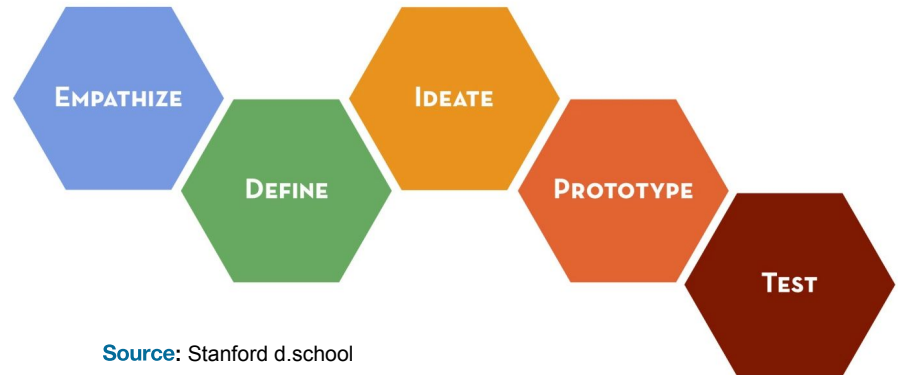 EMPATHIZE
DEFINE
IDEATE
PROTOTYPE
TEST
Source: Stanford d.school